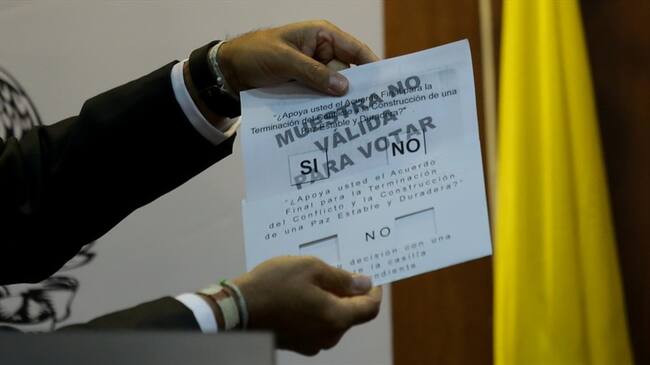 "¿Apoya usted el Acuerdo Final para la
Terminación del Conflicto y la Construcción de una
Paz Estable y Duradera?"
MUESTRA NO
VÁLIDA
PARA VOTAR
SI NO
"¿Apoya usted el Acuerdo
Final para la Terminación
del Conflicto y la Construcción
de una Paz Estable y Duradera?"
NO
decisión con una
la casilla